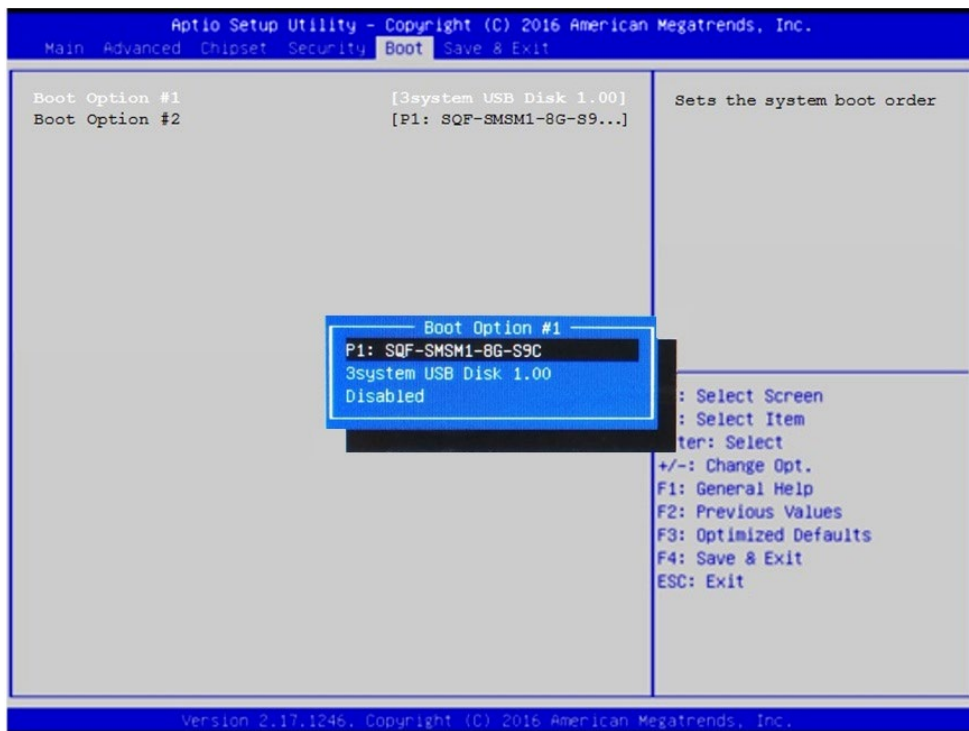 Aptio Setup Utility – Copyright (C) 2016 American Megatrends, Inc.
Main Advanced Chipset Security Boot Save & Exit
Boot Option #1 [3system USB Disk 1.00]
Boot Option #2 [P1: SQF-SMSM1-8G-S9...]
Sets the system boot order
Boot Option #1
P1: SQF-SMSM1-8G-S9C
3system USB Disk 1.00
Disabled
: Select Screen
: Select Item
ter: Select
+/-: Change Opt.
F1: General Help
F2: Previous Values
F3: Optimized Defaults
F4: Save & Exit
ESC: Exit
Version 2.17.1246. Copyright (C) 2016 American Megatrends, Inc.